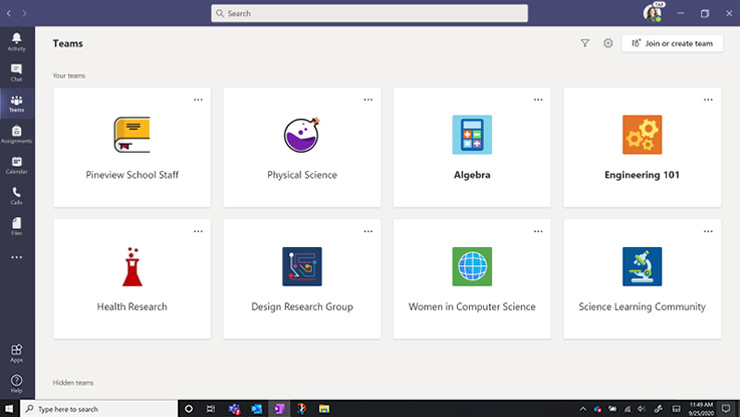 Search
Activity
Chat
Teams
Assignments
Calendar
Calls
Files
Apps
Help
Teams
Join or create team
Your teams
Pineview School Staff
Physical Science
Algebra
Engineering 101
Health Research
Design Research Group
Women in Computer Science
Science Learning Community
Hidden teams
Type here to search
11:49 AM
9/25/2020